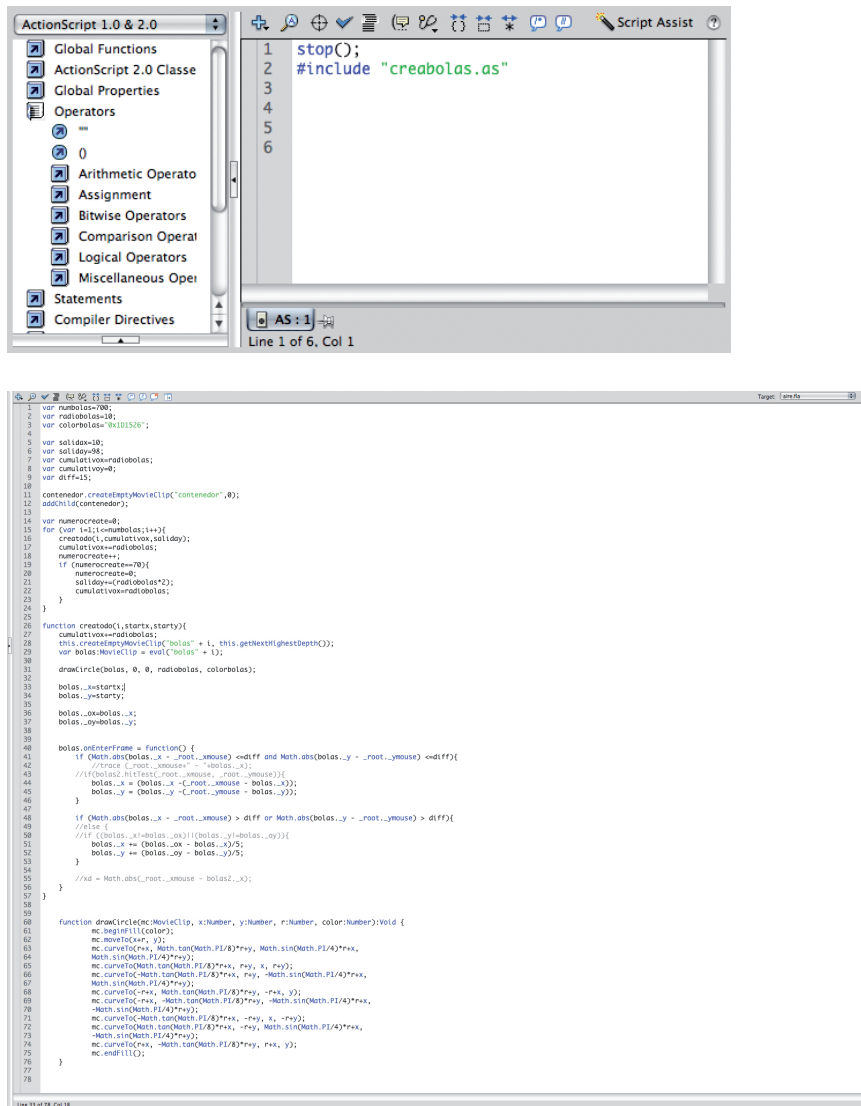 ActionScript 1.0 & 2.0
Global Functions
ActionScript 2.0 Classe
Global Properties
Operators
""
()
Arithmetic Operato
Assignment
Bitwise Operators
Comparison Operat
Logical Operators
Miscellaneous Oper
Statements
Compiler Directives
Script Assist
1 stop();
2 #include "creabolas.as"
3
4
5
6
AS : 1
Line 1 of 6, Col 1
Target: aire.fla
1 var numbolas=700;
2 var radiobolas=10;
3 var colorbolas="0x1D1526";
4
5 var salidax=10;
6 var saliday=98;
7 var cumulativox=radiobolas;
8 var cumulativoy=0;
9 var diff=15;
10
11 contenedor.createEmptyMovieClip("contenedor",0);
12 addChild(contenedor);
13
14 var numerocreate=0;
15 for (var i=1;i<=numbolas;i++){
16 creatodo(i,cumulativox,saliday);
17 cumulativox+=radiobolas;
18 numerocreate++;
19 if (numerocreate==70){
20 numerocreate=0;
21 saliday+=(radiobolas*2);
22 cumulativox=radiobolas;
23 }
24 }
25
26 function creatodo(i,startx,starty){
27 cumulativox+=radiobolas;
28 this.createEmptyMovieClip("bolas" + i, this.getNextHighestDepth());
29 var bolas:MovieClip = eval("bolas" + i);
30
31 drawCircle(bolas, 0, 0, radiobolas, colorbolas);
32
33 bolas._x=startx;
34 bolas._y=starty;
35
36 bolas._ox=bolas._x;
37 bolas._oy=bolas._y;
38
39
40 bolas.onEnterFrame = function() {
41 if (Math.abs(bolas._x - _root._xmouse) <=diff and Math.abs(bolas._y - _root._ymouse) <=diff){
42 //trace (_root._xmouse+" - "+bolas._x);
43 //if(bolas2.hitTest(_root._xmouse, _root._ymouse)){
44 bolas._x = (bolas._x -(_root._xmouse - bolas._x));
45 bolas._y = (bolas._y -(_root._ymouse - bolas._y));
46 }
47
48 if (Math.abs(bolas._x - _root._xmouse) > diff or Math.abs(bolas._y - _root._ymouse) > diff){
49 //else {
50 //if ((bolas._x!=bolas._ox)||(bolas._y!=bolas._oy)){
51 bolas._x += (bolas._ox - bolas._x)/5;
52 bolas._y += (bolas._oy - bolas._y)/5;
53 }
54
55 //xd = Math.abs(_root._xmouse - bolas2._x);
56 }
57 }
58
59
60 function drawCircle(mc:MovieClip, x:Number, y:Number, r:Number, color:Number):Void {
61 mc.beginFill(color);
62 mc.moveTo(x+r, y);
63 mc.curveTo(r+x, Math.tan(Math.PI/8)*r+y, Math.sin(Math.PI/4)*r+x,
64 Math.sin(Math.PI/4)*r+y);
65 mc.curveTo(Math.tan(Math.PI/8)*r+x, r+y, x, r+y);
66 mc.curveTo(-Math.tan(Math.PI/8)*r+x, r+y, -Math.sin(Math.PI/4)*r+x,
67 Math.sin(Math.PI/4)*r+y);
68 mc.curveTo(-r+x, Math.tan(Math.PI/8)*r+y, -r+x, y);
69 mc.curveTo(-r+x, -Math.tan(Math.PI/8)*r+y, -Math.sin(Math.PI/4)*r+x,
70 -Math.sin(Math.PI/4)*r+y);
71 mc.curveTo(-Math.tan(Math.PI/8)*r+x, -r+y, x, -r+y);
72 mc.curveTo(Math.tan(Math.PI/8)*r+x, -r+y, Math.sin(Math.PI/4)*r+x,
73 -Math.sin(Math.PI/4)*r+y);
74 mc.curveTo(r+x, -Math.tan(Math.PI/8)*r+y, r+x, y);
75 mc.endFill();
76 }
77
78
Line 33 of 78, Col 18